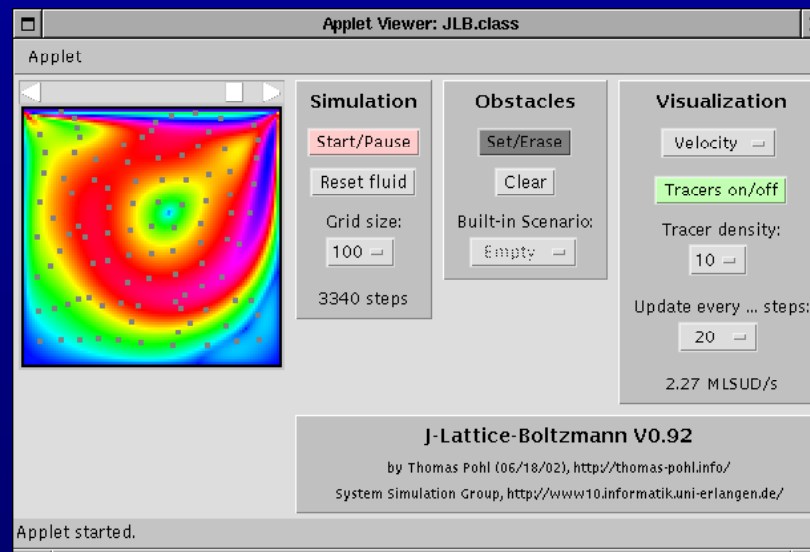 Applet Viewer: JLB.class
Applet
Simulation
Start/Pause
Reset fluid
Grid size:
100
3340 steps
Obstacles
Set/Erase
Clear
Built-in Scenario:
Empty
Visualization
Velocity
Tracers on/off
Tracer density:
10
Update every ... steps:
20
2.27 MLSUD/s
J-Lattice-Boltzmann V0.92
by Thomas Pohl (06/18/02), http://thomas-pohl.info/
System Simulation Group, http://www10.informatik.uni-erlangen.de/
Applet started.